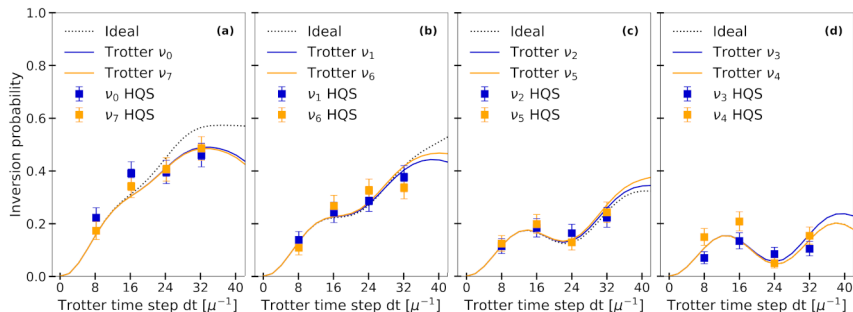 1.0
0.8
0.6
0.4
0.2
0.0
Inversion probability
(a)
Ideal
Trotter ν0
Trotter ν7
ν0 HQS
ν7 HQS
0 8 16 24 32 40
Trotter time step dt [μ⁻¹]
(b)
Ideal
Trotter ν1
Trotter ν6
ν1 HQS
ν6 HQS
0 8 16 24 32 40
Trotter time step dt [μ⁻¹]
(c)
Ideal
Trotter ν2
Trotter ν5
ν2 HQS
ν5 HQS
0 8 16 24 32 40
Trotter time step dt [μ⁻¹]
(d)
Ideal
Trotter ν3
Trotter ν4
ν3 HQS
ν4 HQS
0 8 16 24 32 40
Trotter time step dt [μ⁻¹]